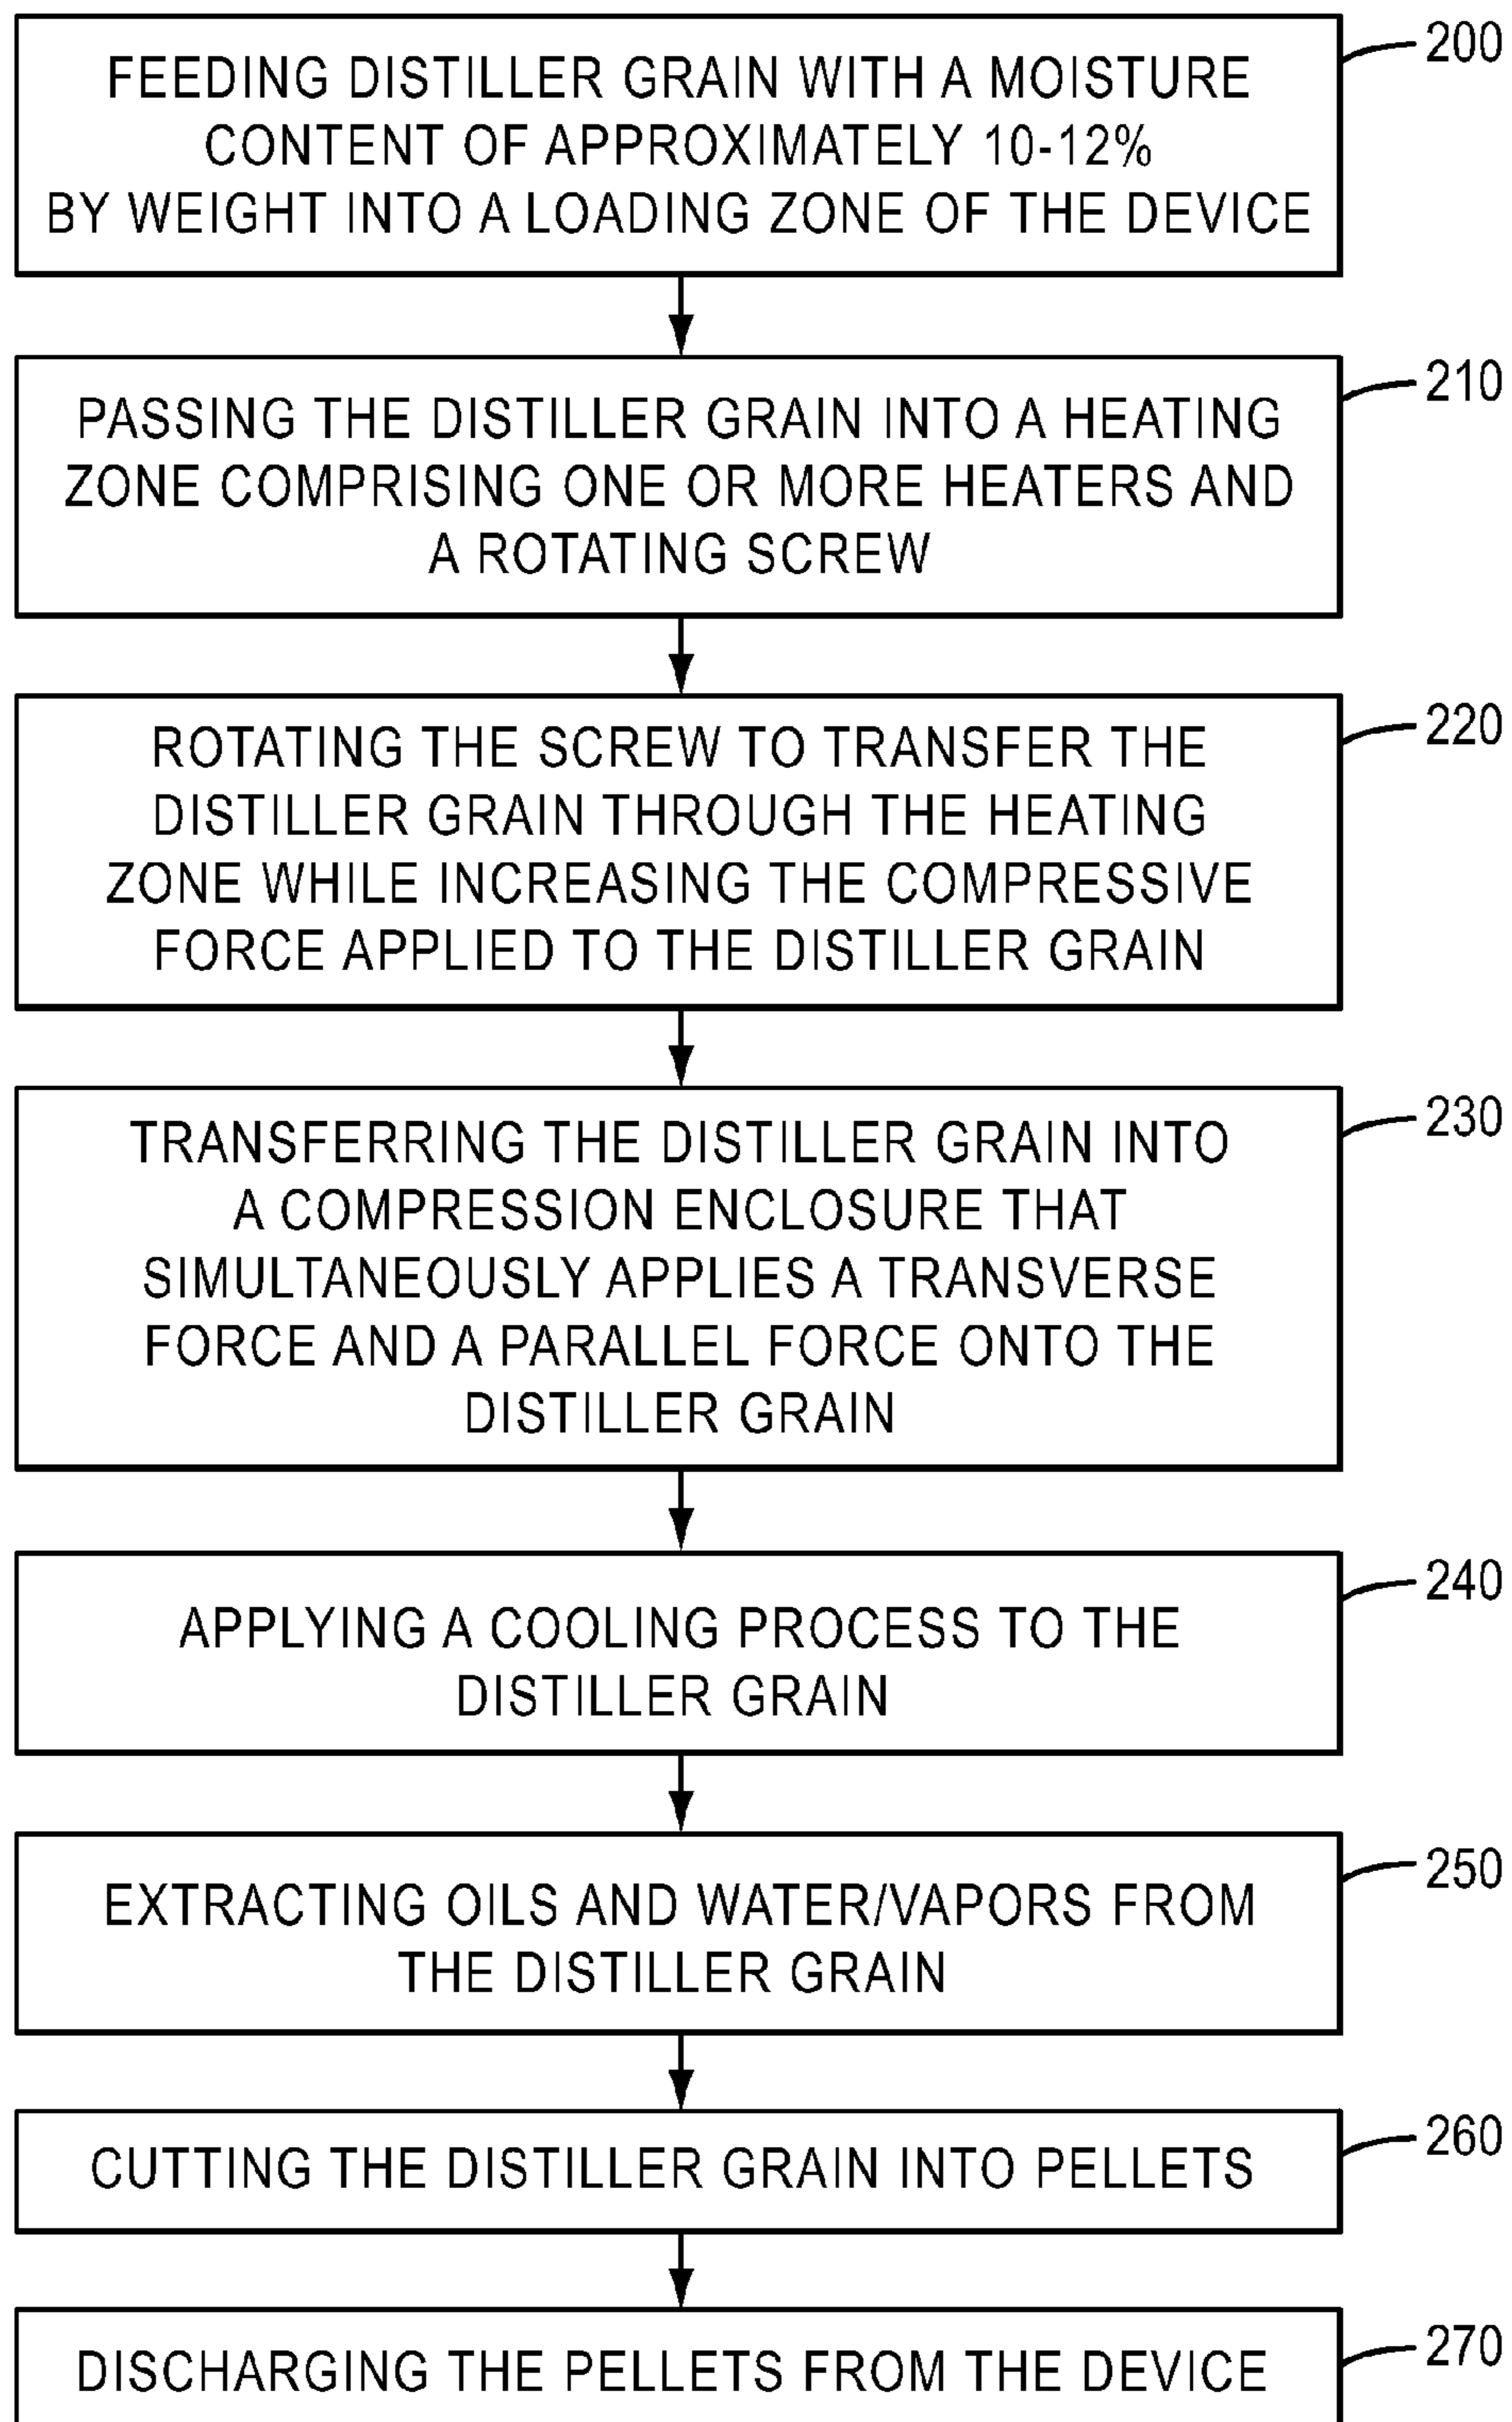 FEEDING DISTILLER GRAIN WITH A MOISTURE
CONTENT OF APPROXIMATELY 10-12%
BY WEIGHT INTO A LOADING ZONE OF THE DEVICE
200
PASSING THE DISTILLER GRAIN INTO A HEATING
ZONE COMPRISING ONE OR MORE HEATERS AND
A ROTATING SCREW
210
ROTATING THE SCREW TO TRANSFER THE
DISTILLER GRAIN THROUGH THE HEATING
ZONE WHILE INCREASING THE COMPRESSIVE
FORCE APPLIED TO THE DISTILLER GRAIN
220
TRANSFERRING THE DISTILLER GRAIN INTO
A COMPRESSION ENCLOSURE THAT
SIMULTANEOUSLY APPLIES A TRANSVERSE
FORCE AND A PARALLEL FORCE ONTO THE
DISTILLER GRAIN
230
APPLYING A COOLING PROCESS TO THE
DISTILLER GRAIN
240
EXTRACTING OILS AND WATER/VAPORS FROM
THE DISTILLER GRAIN
250
CUTTING THE DISTILLER GRAIN INTO PELLETS
260
DISCHARGING THE PELLETS FROM THE DEVICE
270